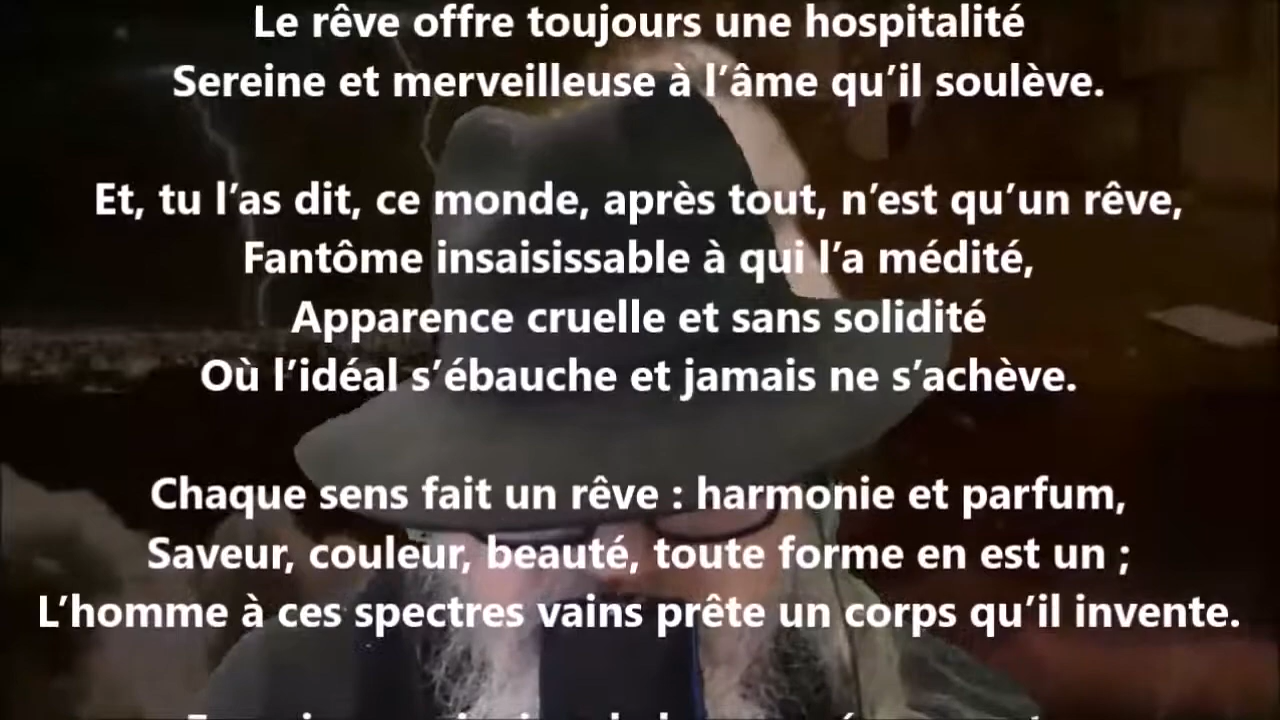 Le rêve offre toujours une hospitalité
Sereine et merveilleuse à l’âme qu’il soulève.
Et, tu l’as dit, ce monde, après tout, n’est qu’un rêve,
Fantôme insaisissable à qui l’a médité,
Apparence cruelle et sans solidité
Où l’idéal s’ébauche et jamais ne s’achève.
Chaque sens fait un rêve : harmonie et parfum,
Saveur, couleur, beauté, toute forme en est un ;
L’homme à ces spectres vains prête un corps qu’il invente.